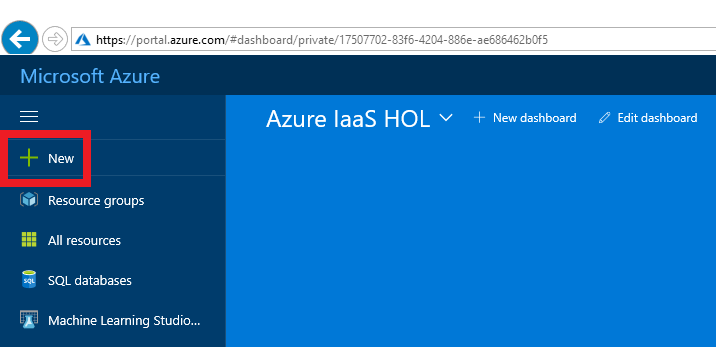 https://portal.azure.com/#dashboard/private/17507702-83f6-4204-886e-ae686462b0f5
Microsoft Azure
Azure IaaS HOL New dashboard Edit dashboard
New
Resource groups
All resources
SQL databases
Machine Learning Studio...